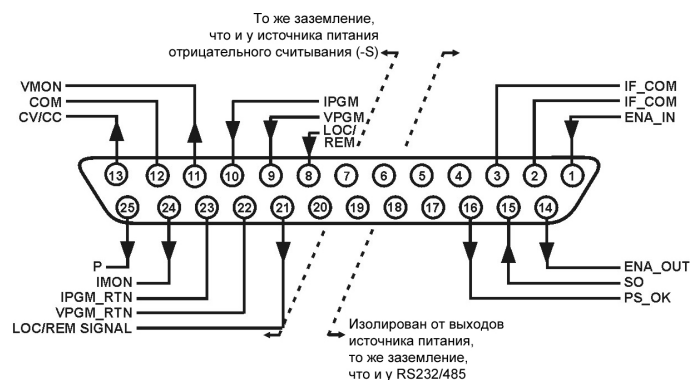 То же заземление,
что и у источника питания
отрицательного считывания (-S)
VMON
COM
CV/CC
IPGM
VPGM
LOC/
REM
IF_COM
IF_COM
ENA_IN
13 12 11 10 9 8 7 6 5 4 3 2 1
25 24 23 22 21 20 19 18 17 16 15 14
P
IMON
IPGM_RTN
VPGM_RTN
LOC/REM SIGNAL
ENA_OUT
SO
PS_OK
Изолирован от выходов
источника питания,
то же заземление,
что и у RS232/485